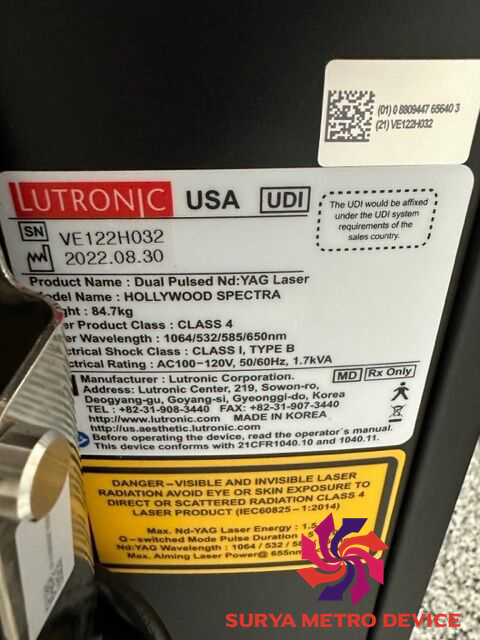 (01) 0 8809447 65640 3
(21) VE122H032
LUTRONIC USA UDI
The UDI would be affixed
under the UDI system
requirements of the
sales country.
SN VE122H032
2022.08.30
Product Name : Dual Pulsed Nd:YAG Laser
Model Name : HOLLYWOOD SPECTRA
: 84.7kg
Product Class : CLASS 4
Wavelength : 1064/532/585/650nm
Shock Class : CLASS I, TYPE B
Rating : AC100~120V, 50/60Hz, 1.7kVA
Manufacturer : Lutronic Corporation. MD Rx Only
Address: Lutronic Center, 219, Sowon-ro,
Deogyang-gu, Goyang-si, Gyeonggi-do, Korea
TEL : +82-31-908-3440 FAX: +82-31-907-3440
http://www.lutronic.com MADE IN KOREA
http://us.aesthetic.lutronic.com
Before operating the device, read the operator's manual.
This device conforms with 21CFR1040.10 and 1040.11.
DANGER-VISIBLE AND INVISIBLE LASER
RADIATION AVOID EYE OR SKIN EXPOSURE TO
DIRECT OR SCATTERED RADIATION CLASS 4
LASER PRODUCT (IEC60825-1:2014)
Max. Nd-YAG Laser Energy : 1.5
Q-switched Mode Pulse Duration : 5
Nd:YAG Wavelength : 1064 / 532 /
Max. Aiming Laser Power@ 655nm
SURYA METRO DEVICE